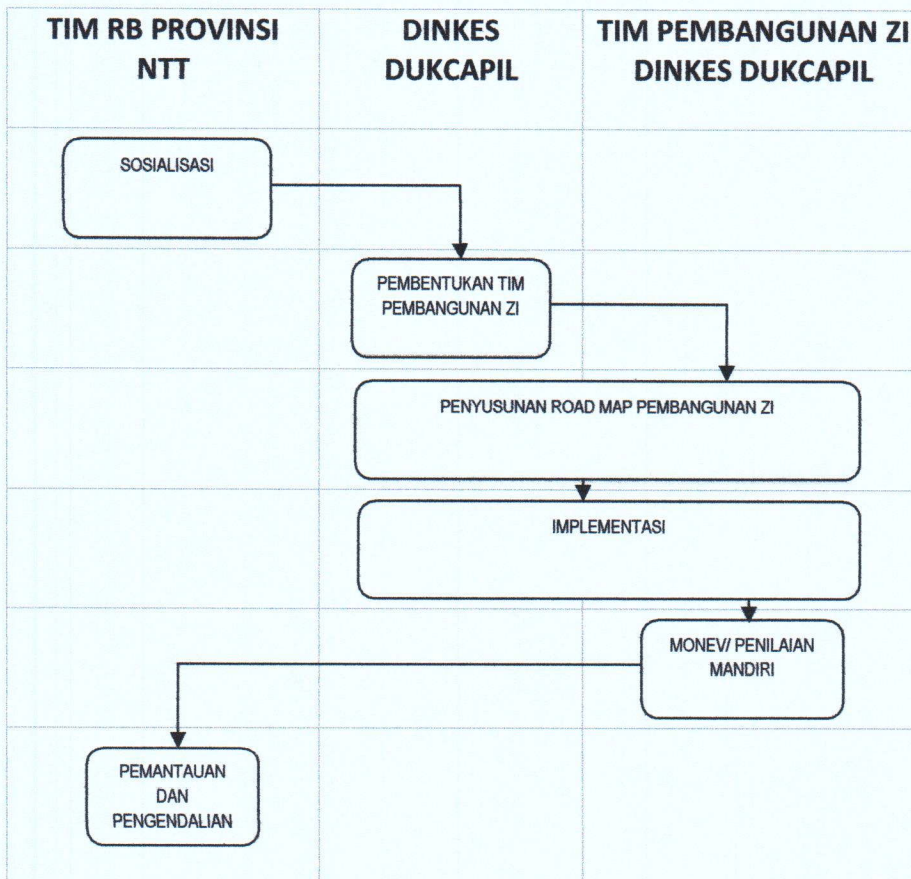 TIM RB PROVINSI
NTT
DINKES
DUKCAPIL
TIM PEMBANGUNAN ZI
DINKES DUKCAPIL
SOSIALISASI
PEMBENTUKAN TIM
PEMBANGUNAN ZI
PENYUSUNAN ROAD MAP PEMBANGUNAN ZI
IMPLEMENTASI
MONEV/ PENILAIAN
MANDIRI
PEMANTAUAN
DAN
PENGENDALIAN